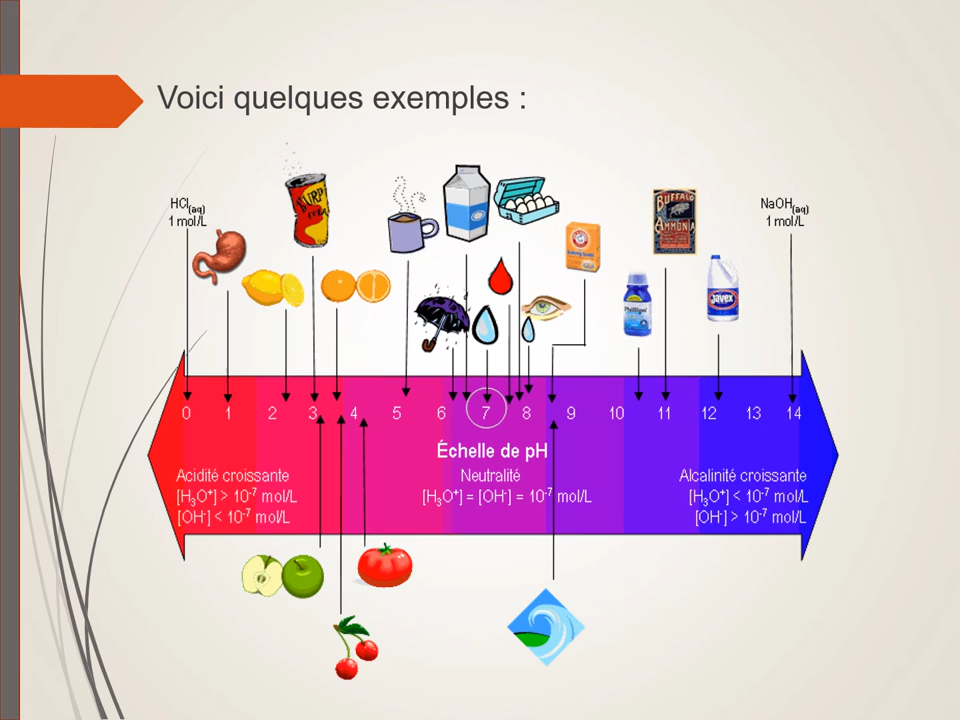 Voici quelques exemples :
HCl(aq)
1 mol/L
BURP
COLA
BUFFALO
AMMONIA
NaOH(aq)
1 mol/L
Phillips'
Javex
0 1 2 3 4 5 6 7 8 9 10 11 12 13 14
Échelle de pH
Acidité croissante
[H₃O⁺] > 10⁻⁷ mol/L
[OH⁻] < 10⁻⁷ mol/L
Neutralité
[H₃O⁺] = [OH⁻] = 10⁻⁷ mol/L
Alcalinité croissante
[H₃O⁺] < 10⁻⁷ mol/L
[OH⁻] > 10⁻⁷ mol/L